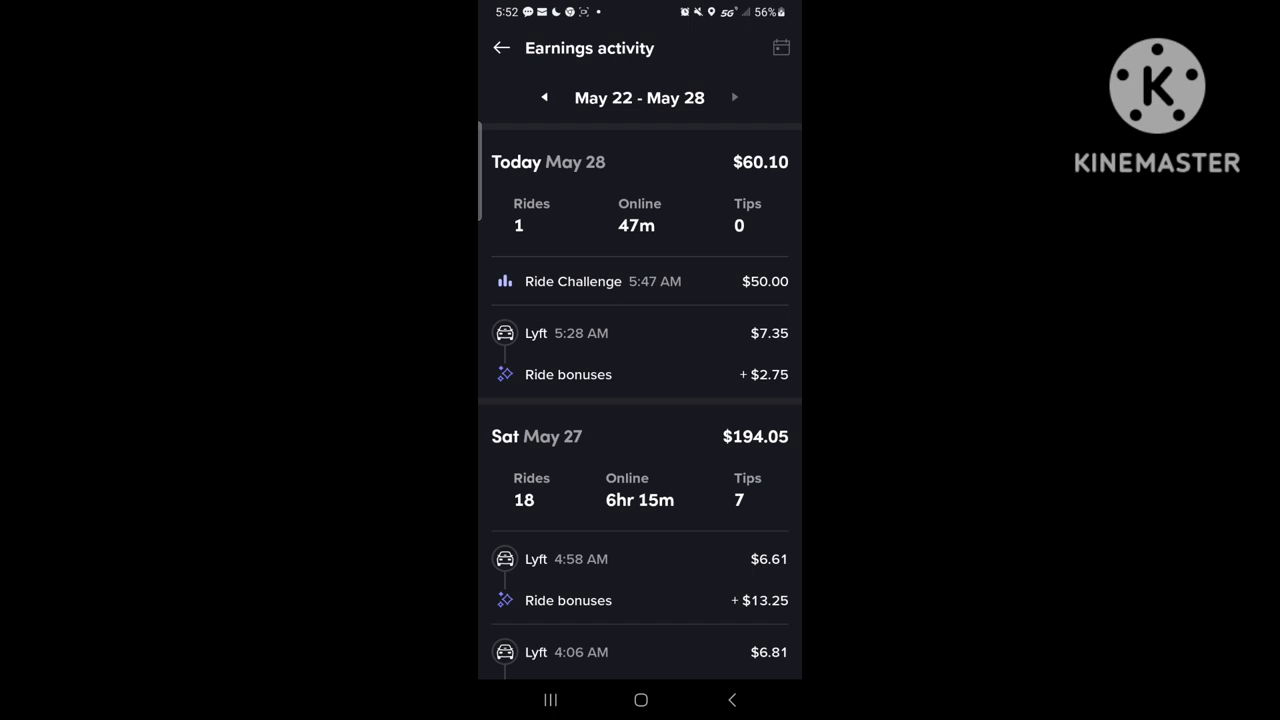 5:52 5G 56%
Earnings activity
K
May 22 - May 28
KINEMASTER
Today May 28 $60.10
Rides Online Tips
1 47m 0
Ride Challenge 5:47 AM $50.00
Lyft 5:28 AM $7.35
Ride bonuses + $2.75
Sat May 27 $194.05
Rides Online Tips
18 6hr 15m 7
Lyft 4:58 AM $6.61
Ride bonuses + $13.25
Lyft 4:06 AM $6.81